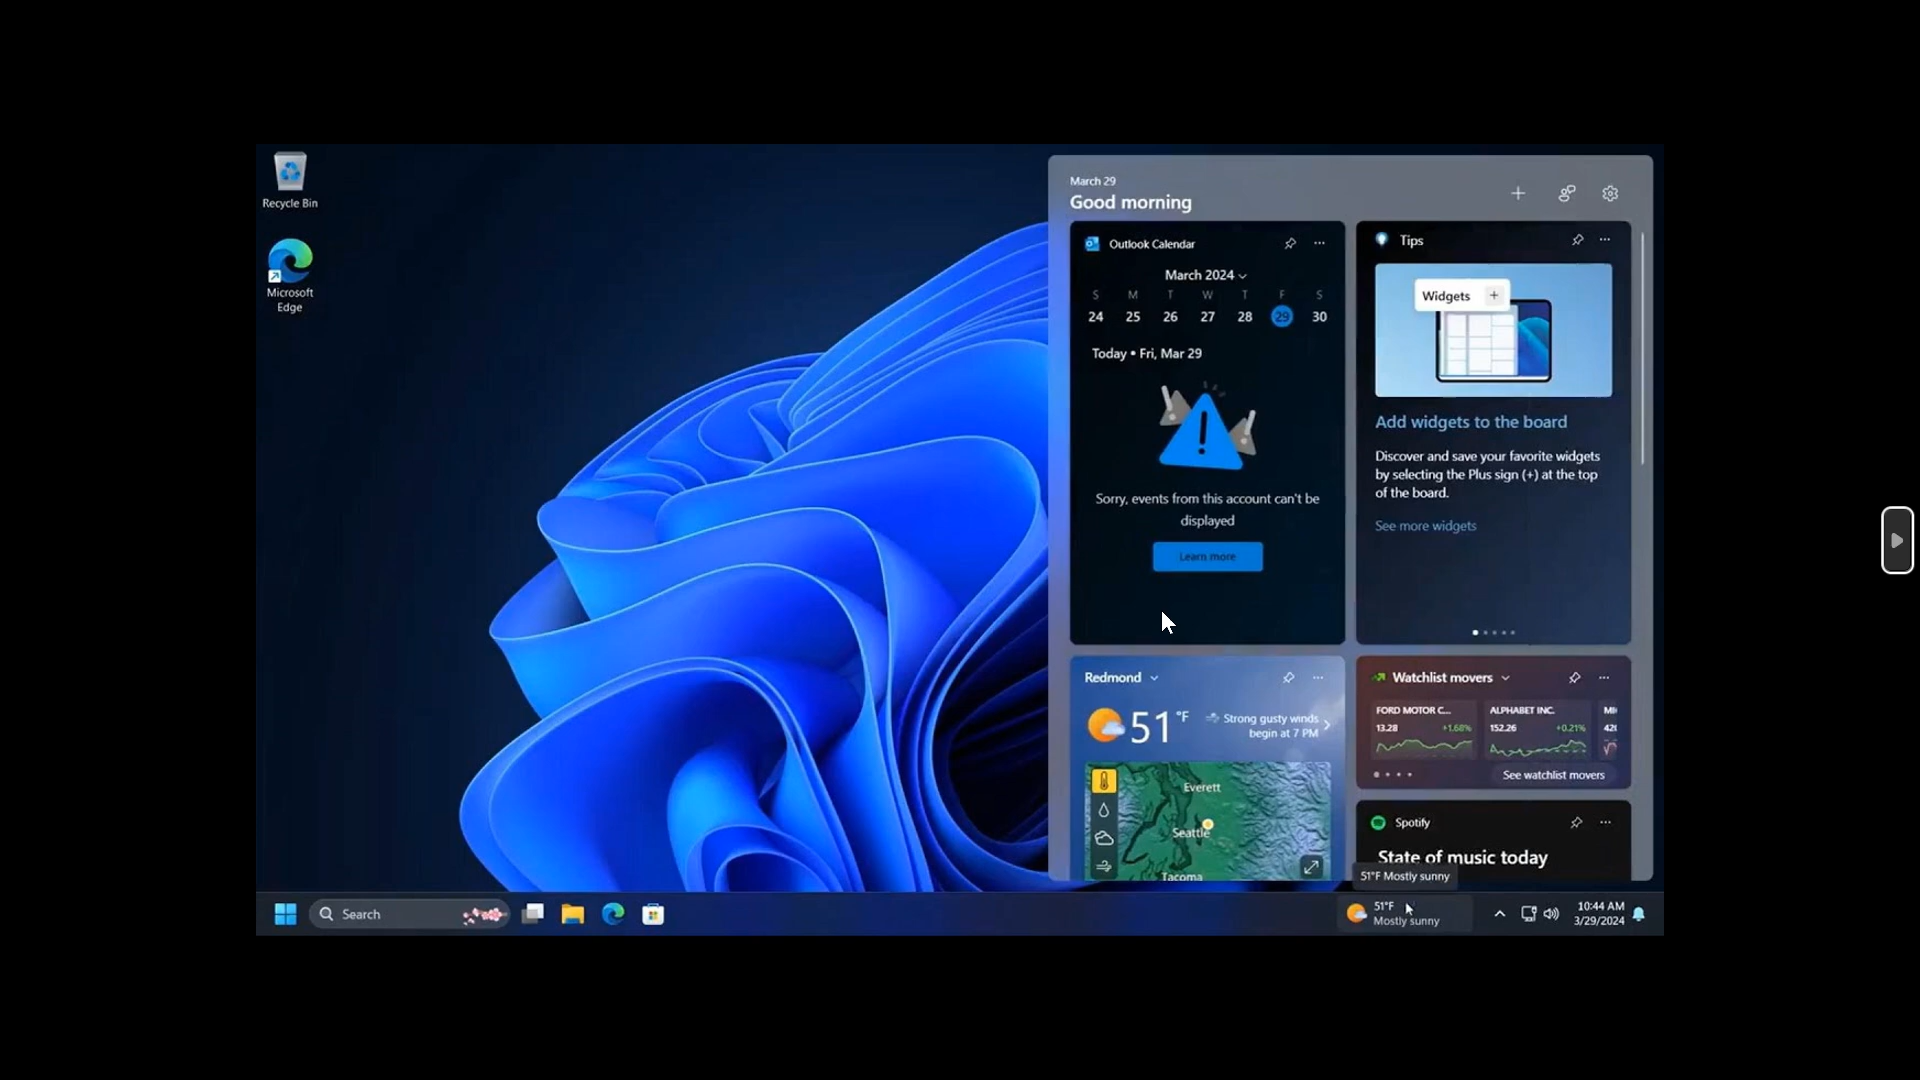 Recycle Bin
Microsoft
Edge
March 29
Good morning
Outlook Calendar
March 2024
S M T W T F S
24 25 26 27 28 29 30
Today • Fri, Mar 29
Sorry, events from this account can't be
displayed
Learn more
Tips
Widgets +
Add widgets to the board
Discover and save your favorite widgets
by selecting the Plus sign (+) at the top
of the board.
See more widgets
Redmond
51 °F
Strong gusty winds
begin at 7 PM
Everett
Seattle
Tacoma
Watchlist movers
FORD MOTOR C...
13.28 +1.68%
ALPHABET INC.
152.26 +0.21%
See watchlist movers
Spotify
State of music today
51°F Mostly sunny
Search
51°F
Mostly sunny
10:44 AM
3/29/2024